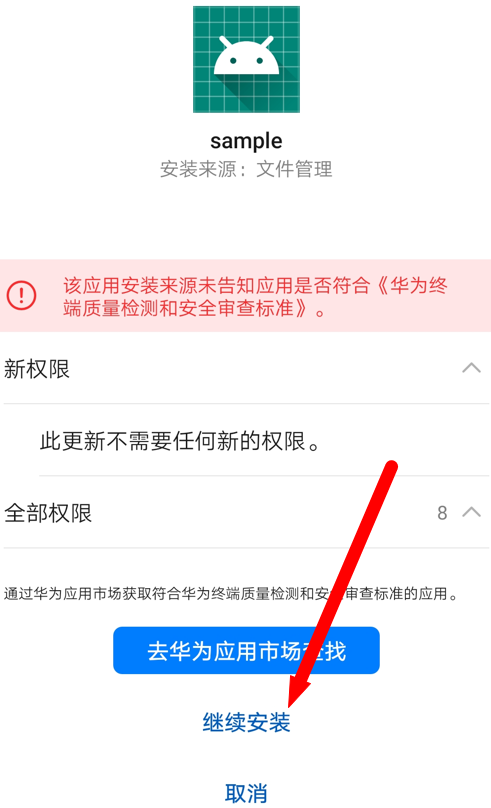 sample
安装来源：文件管理
该应用安装来源未告知应用是否符合《华为终
端质量检测和安全审查标准》。
新权限
此更新不需要任何新的权限。
全部权限
8
通过华为应用市场获取符合华为终端质量检测和安全审查标准的应用。
去华为应用市场查找
继续安装
取消